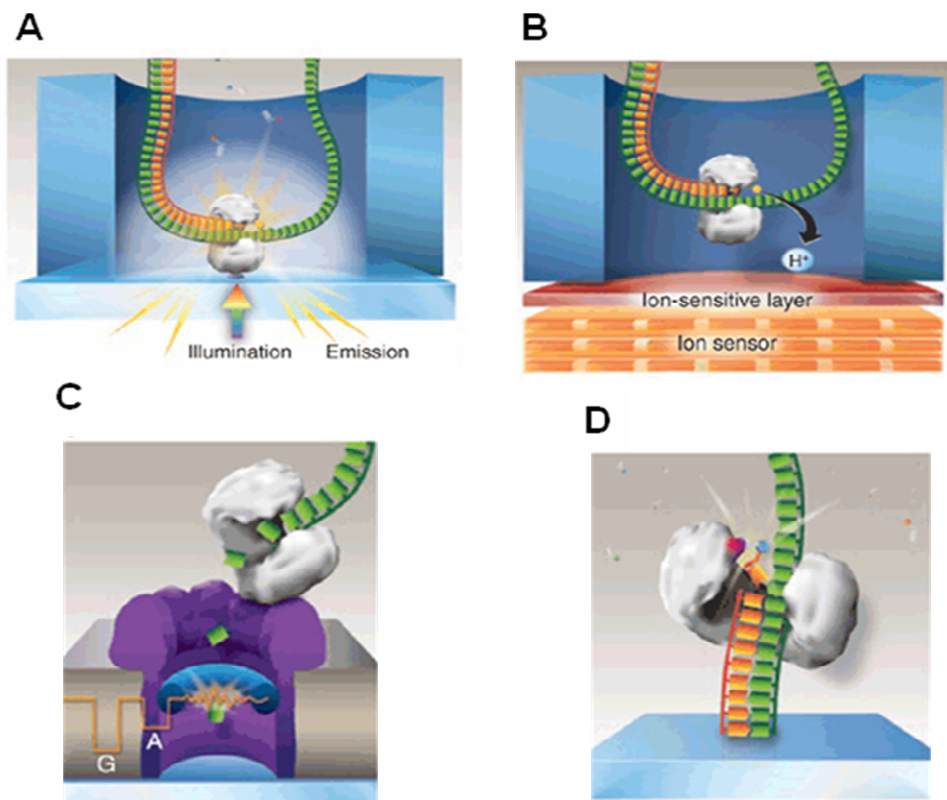 A
B
Illumination Emission
H+
Ion-sensitive layer
Ion sensor
C
D
G
A